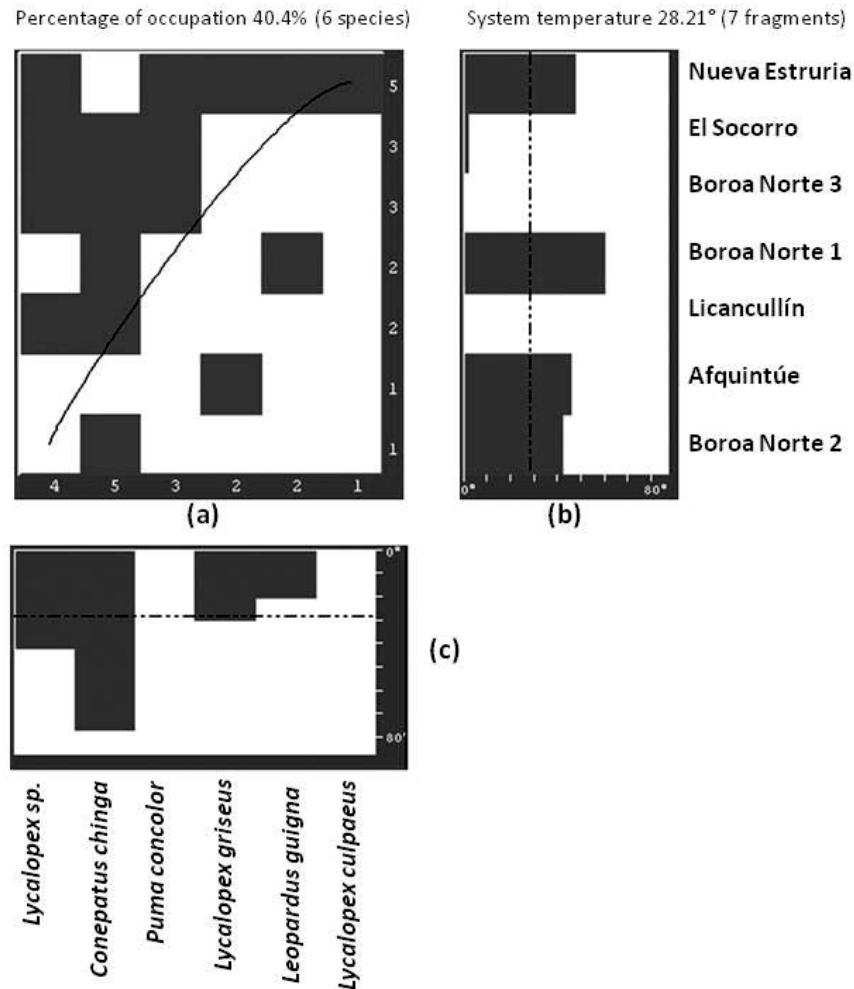 Percentage of occupation 40.4% (6 species)
System temperature 28.21° (7 fragments)
5
3
3
2
2
1
1
4 5 3 2 2 1
(a)
Nueva Estruria
El Socorro
Boroa Norte 3
Boroa Norte 1
Licancullín
Afquintúe
Boroa Norte 2
0° 80°
(b)
0°
80°
(c)
Lycalopex sp.
Conepatus chinga
Puma concolor
Lycalopex griseus
Leopardus guigna
Lycalopex culpaeus